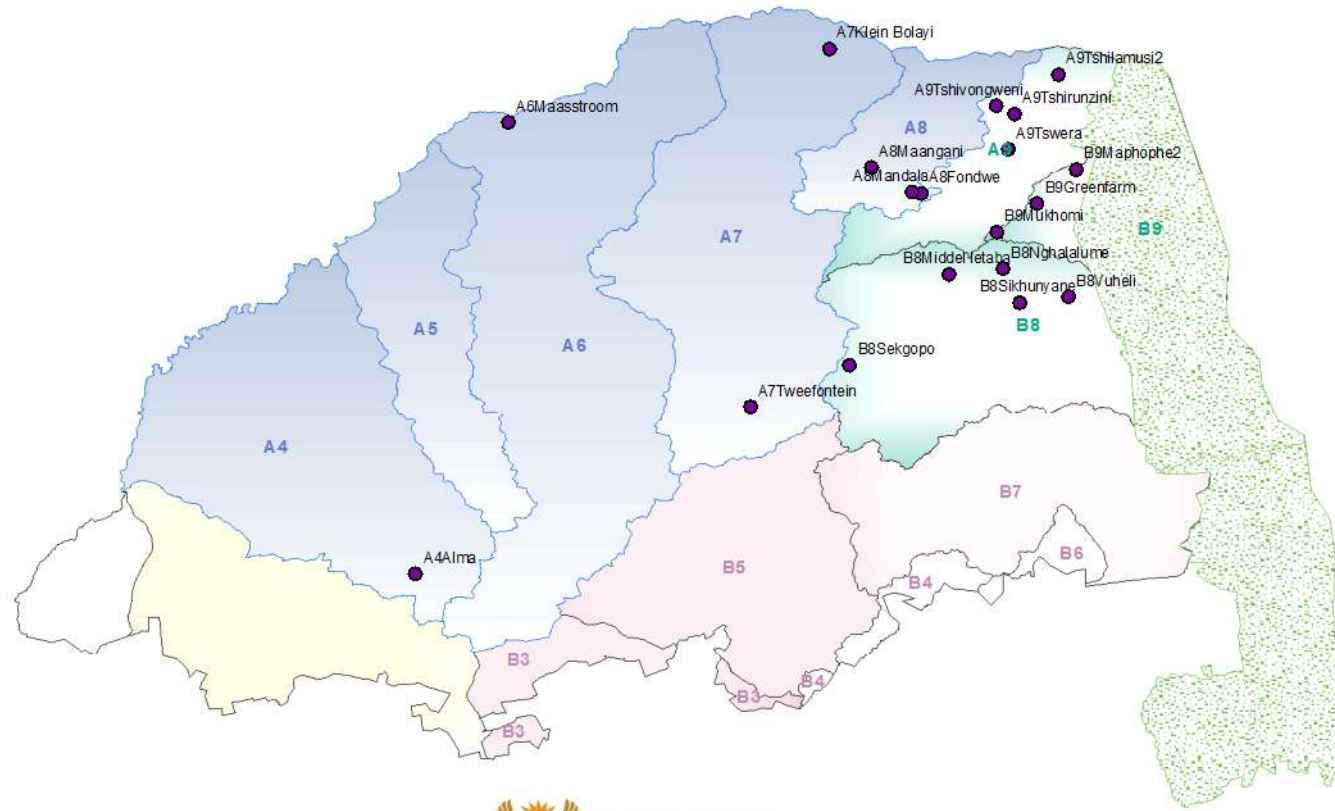 A7Klein Bolayi
A9Tshilamusi2
A9Tshivongweni
A9Tshirunzini
A6Maasstroom
A8
A9Tswera
A8Maangani
B9Maphophe2
A8Mandala
A8Fondwe
B9Greenfarm
B9Mukhomi
B9
A7
B8MiddelLetaba
B8Nghalalume
B8Sikhunyane
B8Vuheli
A5
B8
A6
B8Sekgopo
A7Tweefontein
A4
B7
A4Alma
B6
B5
B4
B3
B4
B3
B3